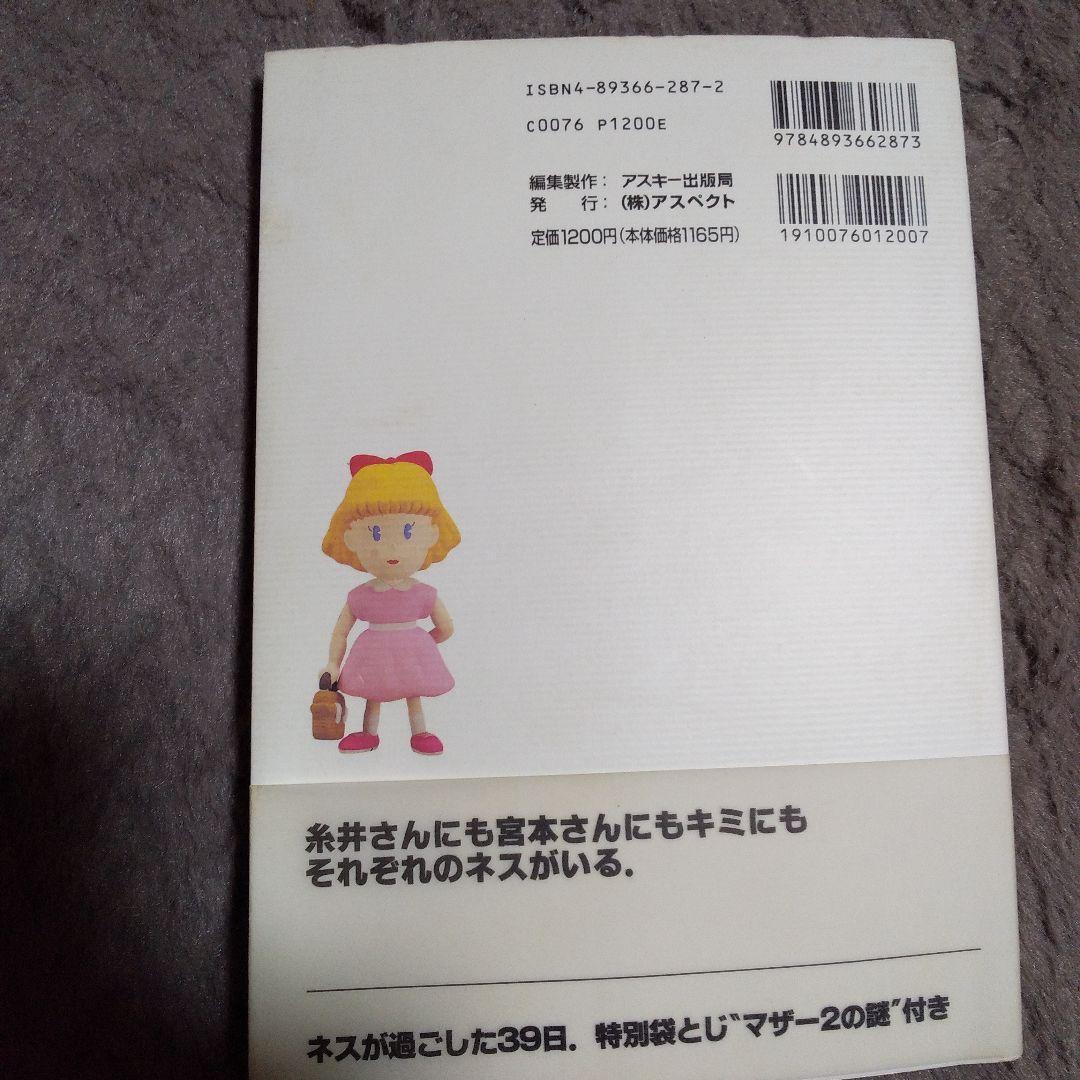 ISBN4-89366-287-2
C0076 P1200E
9784893662873
編集製作： アスキー出版局
発　　行：（株）アスペクト
定価1200円（本体価格1165円）
1910076012007
糸井さんにも宮本さんにもキミにも
それぞれのネスがいる．
ネスが過ごした39日．特別袋とじ〝マザー2の謎〟付き